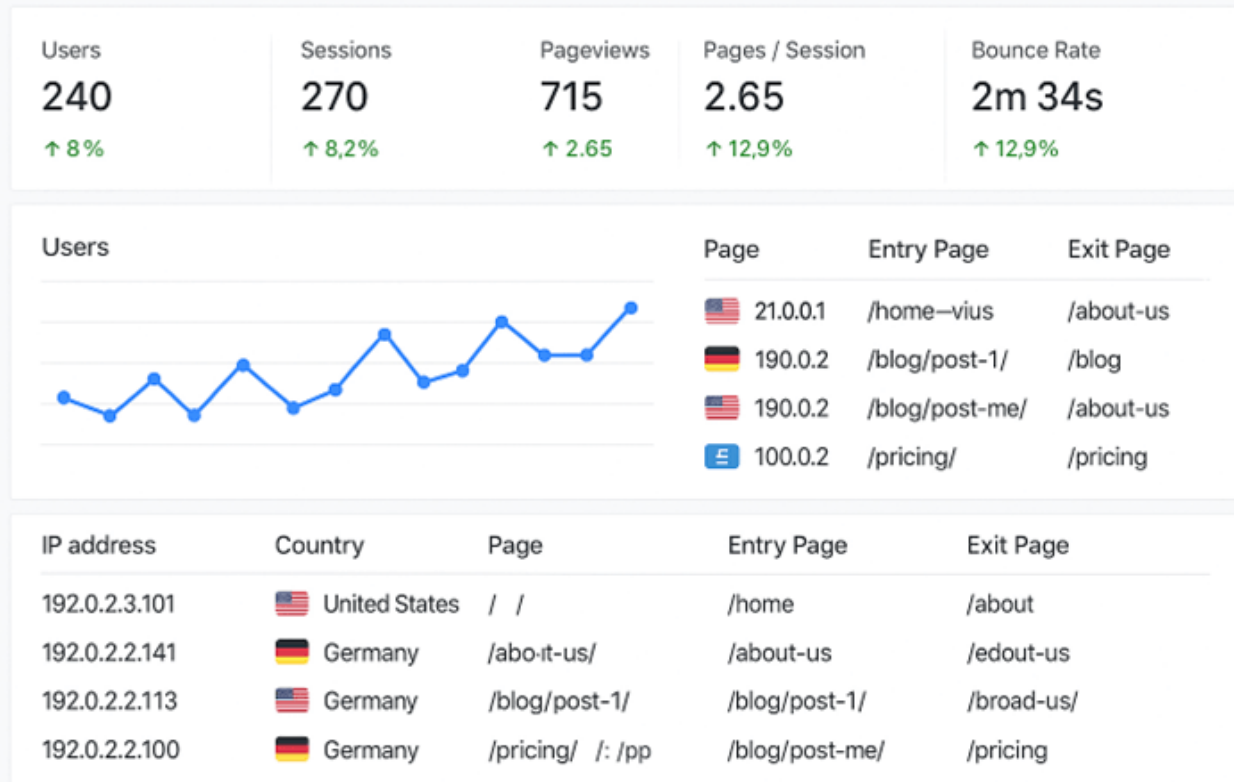 Users Sessions Pageviews Pages / Session Bounce Rate
240 270 715 2.65 2m 34s
↑ 8% ↑ 8,2% ↑ 2.65 ↑ 12,9% ↑ 12,9%
Users
Page Entry Page Exit Page
21.0.0.1 /home—vius /about-us
190.0.2 /blog/post-1/ /blog
190.0.2 /blog/post-me/ /about-us
100.0.2 /pricing/ /pricing
IP address Country Page Entry Page Exit Page
192.0.2.3.101 United States / / /home /about
192.0.2.2.141 Germany /about-us /edout-us
192.0.2.2.113 Germany /blog/post-1/ /blog/post-1/ /broad-us/
192.0.2.2.100 Germany /pricing/ /: /pp /blog/post-me/ /pricing